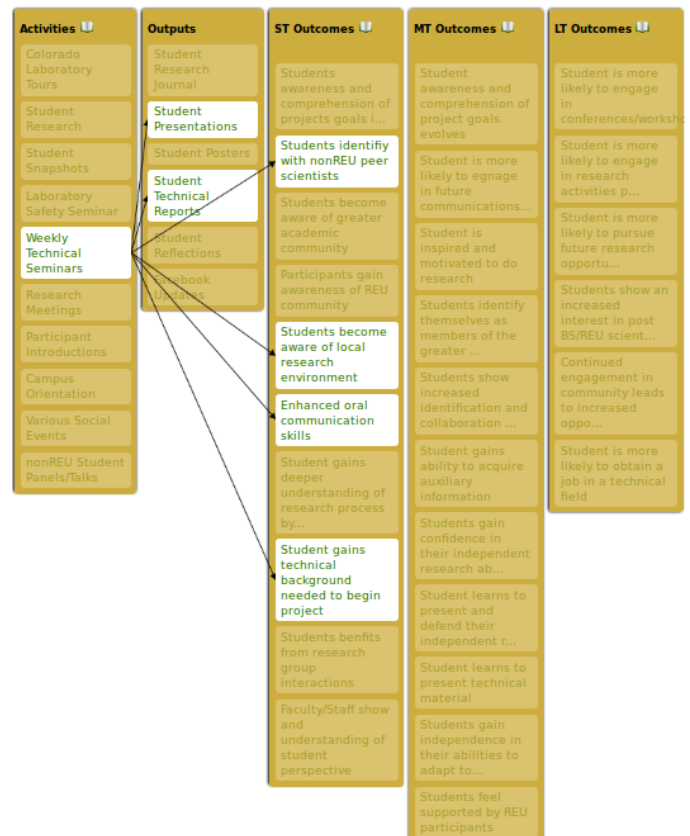 Activities
Colorado
Laboratory
Tours
Student
Research
Student
Snapshots
Laboratory
Safety Seminar
Weekly
Technical
Seminars
Research
Meetings
Participant
Introductions
Campus
Orientation
Various Social
Events
nonREU Student
Panels/Talks
Outputs
Student
Research
Journal
Student
Presentations
Student Posters
Student
Technical
Reports
Student
Reflections
Facebook
Updates
ST Outcomes
Students
awareness and
comprehension of
projects goals i...
Students identifiy
with nonREU peer
scientists
Students become
aware of greater
academic
community
Participants gain
awareness of REU
community
Students become
aware of local
research
environment
Enhanced oral
communication
skills
Student gains
deeper
understanding of
research process
by...
Student gains
technical
background
needed to begin
project
Students benfits
from research
group
interactions
Faculty/Staff show
and
understanding of
student
perspective
MT Outcomes
Student
awareness and
comprehension of
project goals
evolves
Student is more
likely to egnage
in future
communications...
Student is
inspired and
motivated to do
research
Students identify
themselves as
members of the
greater ...
Students show
increased
identification and
collaboration ...
Student gains
ability to acquire
auxiliary
information
Students gain
confidence in
their independent
research ab...
Student learns to
present and
defend their
independent r...
Student learns to
present technical
material
Students gain
independence in
their abilities to
adapt to...
Students feel
supported by REU
participants
LT Outcomes
Student is more
likely to engage
in
conferences/worksho
Student is more
likely to engage
in research
activities p...
Student is more
likely to pursue
future research
opportu...
Students show an
increased
interest in post
BS/REU scient...
Continued
engagement in
community leads
to increased
oppo...
Student is more
likely to obtain a
job in a technical
field